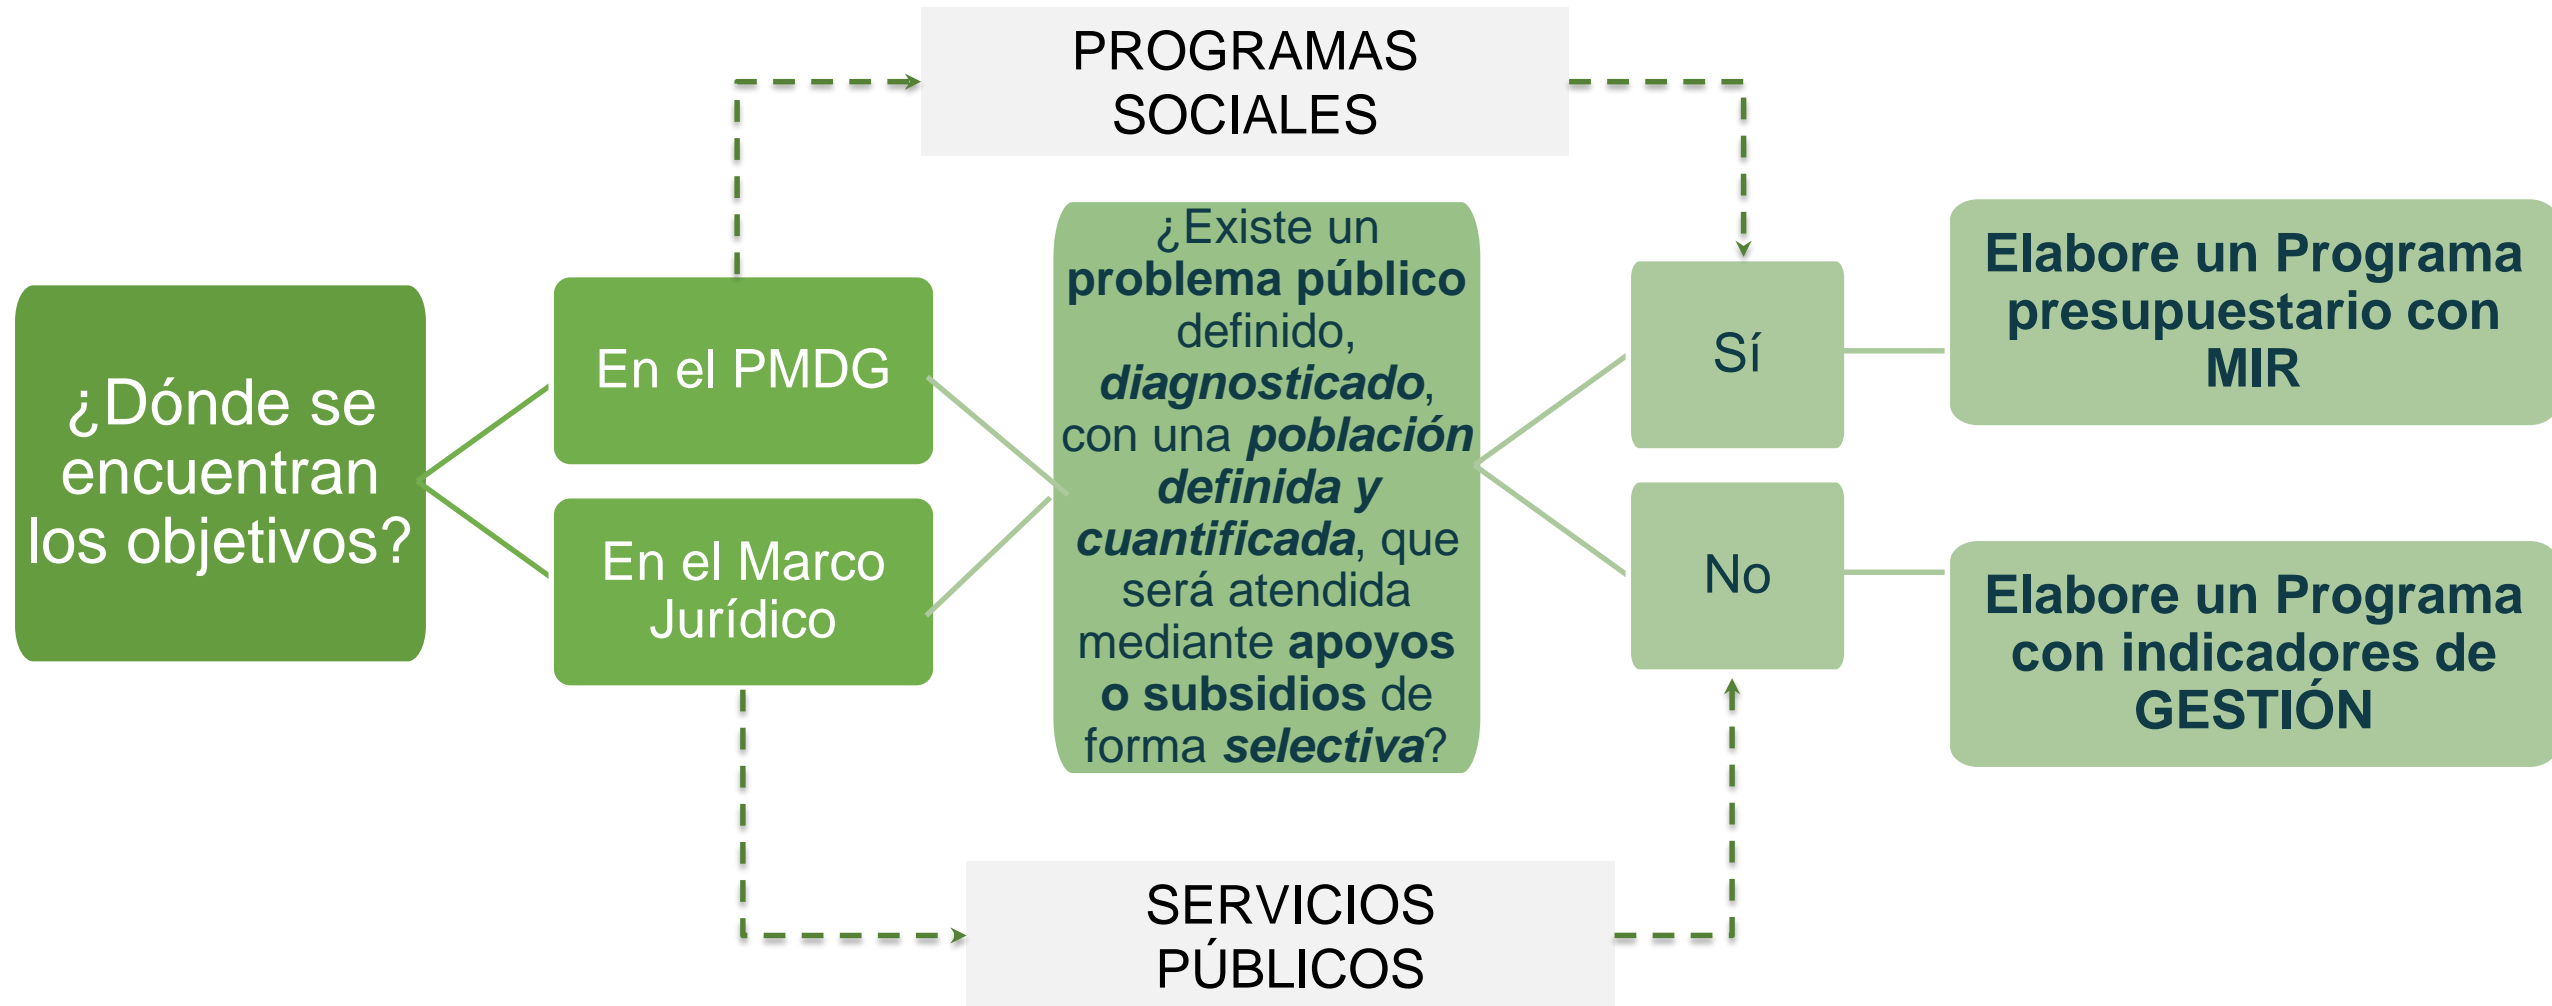 PROGRAMAS
SOCIALES
¿Dónde se
encuentran
los objetivos?
En el PMDG
En el Marco
Jurídico
¿Existe un
problema público
definido,
diagnosticado,
con una población
definida y
cuantificada, que
será atendida
mediante apoyos
o subsidios de
forma selectiva?
Sí
No
Elabore un Programa
presupuestario con
MIR
Elabore un Programa
con indicadores de
GESTIÓN
SERVICIOS
PÚBLICOS